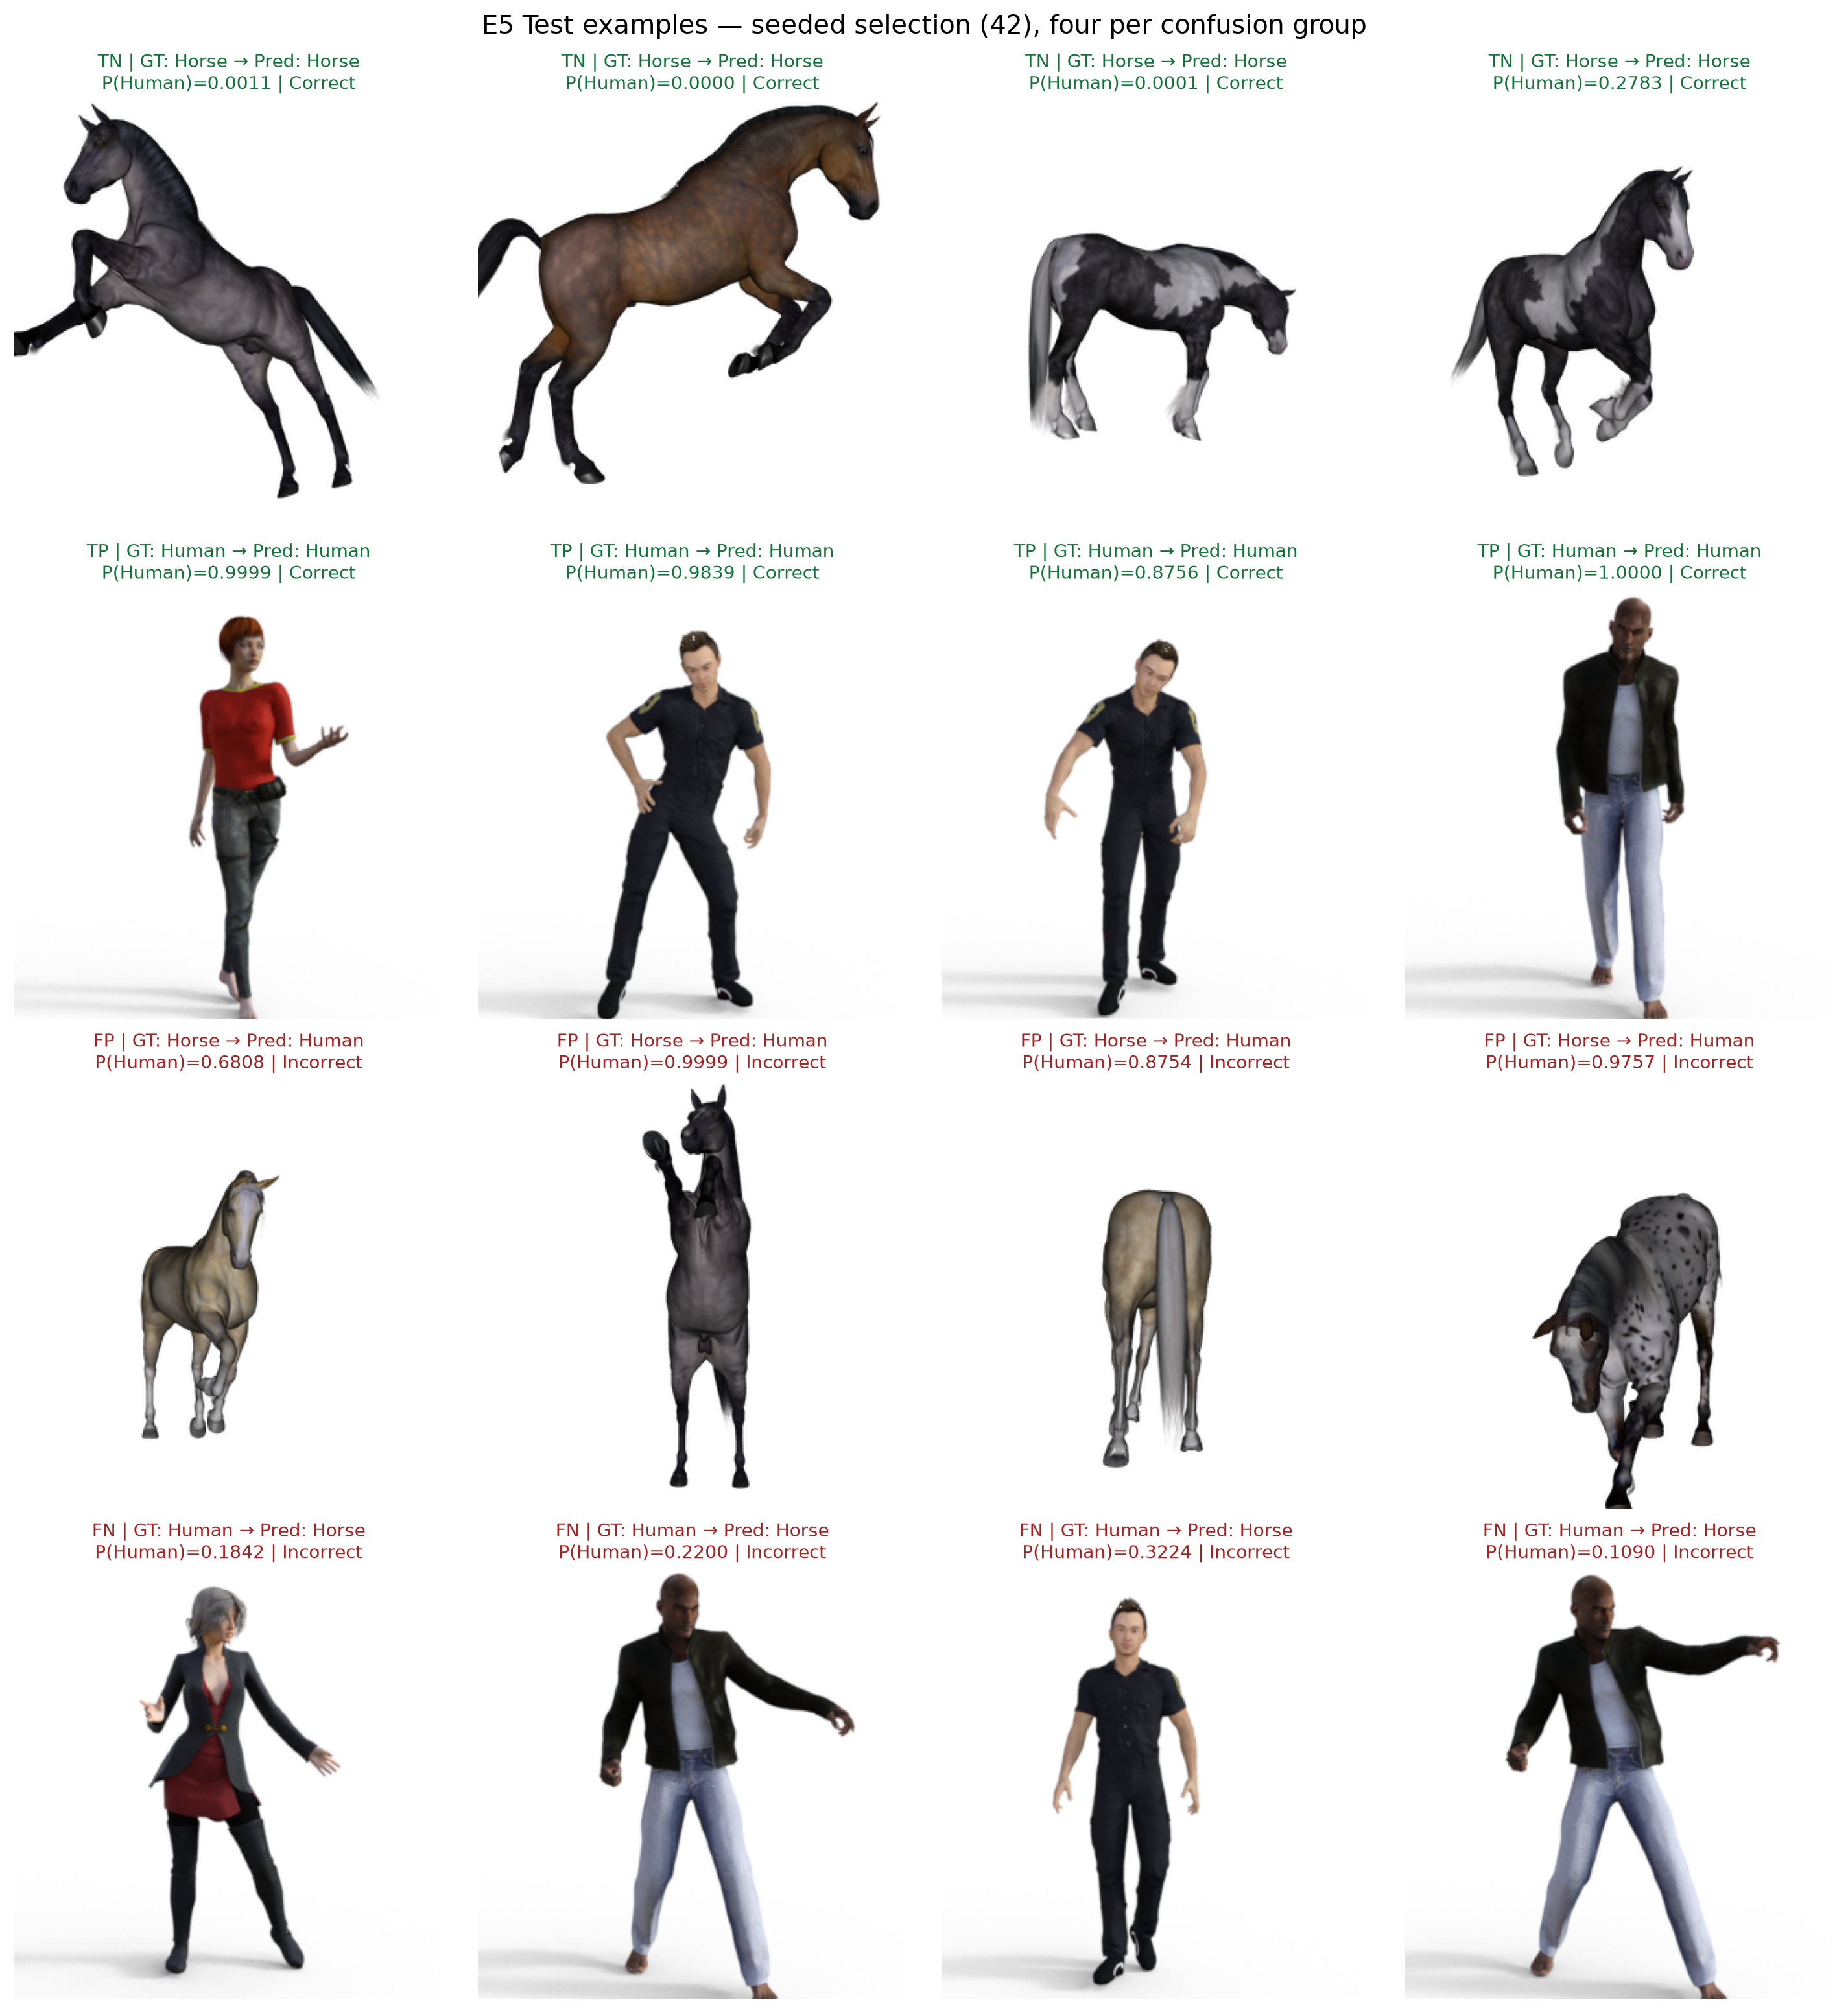 E5 Test examples — seeded selection (42), four per confusion group
TN | GT: Horse → Pred: Horse
P(Human)=0.0011 | Correct
TN | GT: Horse → Pred: Horse
P(Human)=0.0000 | Correct
TN | GT: Horse → Pred: Horse
P(Human)=0.0001 | Correct
TN | GT: Horse → Pred: Horse
P(Human)=0.2783 | Correct
TP | GT: Human → Pred: Human
P(Human)=0.9999 | Correct
TP | GT: Human → Pred: Human
P(Human)=0.9839 | Correct
TP | GT: Human → Pred: Human
P(Human)=0.8756 | Correct
TP | GT: Human → Pred: Human
P(Human)=1.0000 | Correct
FP | GT: Horse → Pred: Human
P(Human)=0.6808 | Incorrect
FP | GT: Horse → Pred: Human
P(Human)=0.9999 | Incorrect
FP | GT: Horse → Pred: Human
P(Human)=0.8754 | Incorrect
FP | GT: Horse → Pred: Human
P(Human)=0.9757 | Incorrect
FN | GT: Human → Pred: Horse
P(Human)=0.1842 | Incorrect
FN | GT: Human → Pred: Horse
P(Human)=0.2200 | Incorrect
FN | GT: Human → Pred: Horse
P(Human)=0.3224 | Incorrect
FN | GT: Human → Pred: Horse
P(Human)=0.1090 | Incorrect